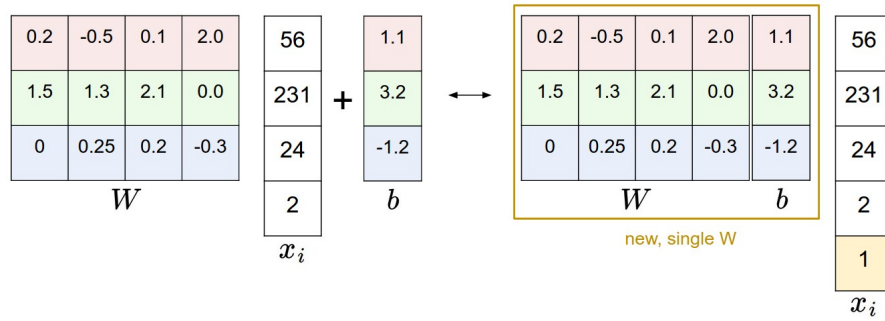 0.2 -0.5 0.1 2.0 56 1.1 0.2 -0.5 0.1 2.0 1.1 56
1.5 1.3 2.1 0.0 231 + 3.2 ↔ 1.5 1.3 2.1 0.0 3.2 231
0 0.25 0.2 -0.3 24 -1.2 0 0.25 0.2 -0.3 -1.2 24
W 2 b W b 2
new, single W
x_i 1
x_i